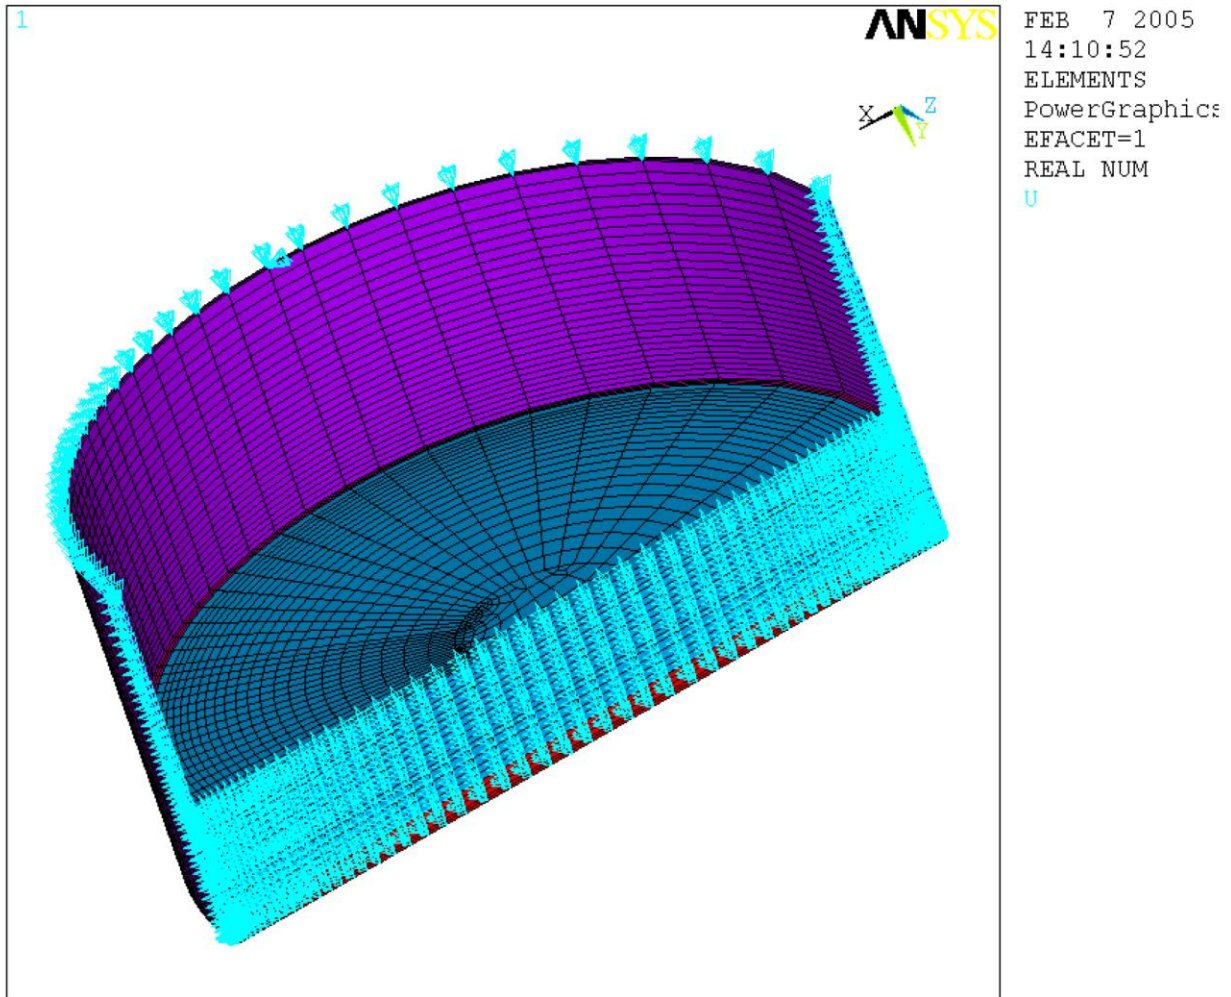 1
ANSYS
X
Z
Y
FEB 7 2005
14:10:52
ELEMENTS
PowerGraphics
EFACET=1
REAL NUM
U